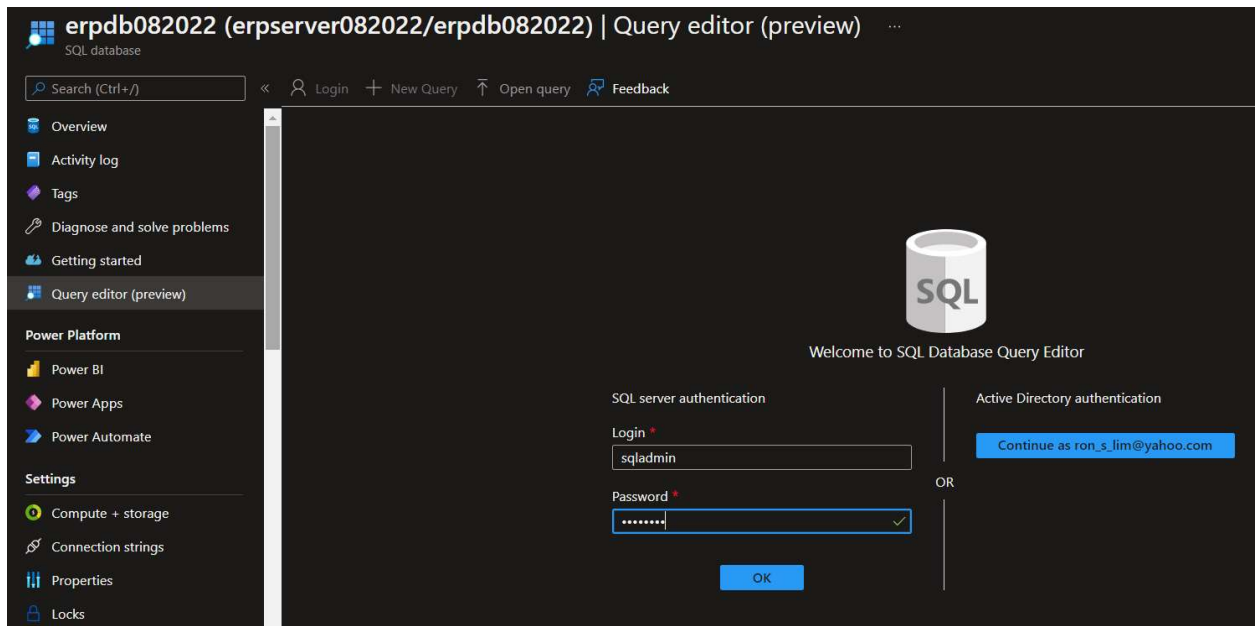 erpdb082022 (erpserver082022/erpdb082022) | Query editor (preview) ...
SQL database
Search (Ctrl+/)
«
Login
New Query
Open query
Feedback
SQL
Overview
Activity log
Tags
Diagnose and solve problems
Getting started
Query editor (preview)
Power Platform
Power BI
Power Apps
Power Automate
Settings
Compute + storage
Connection strings
Properties
Locks
SQL
Welcome to SQL Database Query Editor
SQL server authentication
Login *
sqladmin
Password *
••••••••
OK
OR
Active Directory authentication
Continue as ron_s_lim@yahoo.com